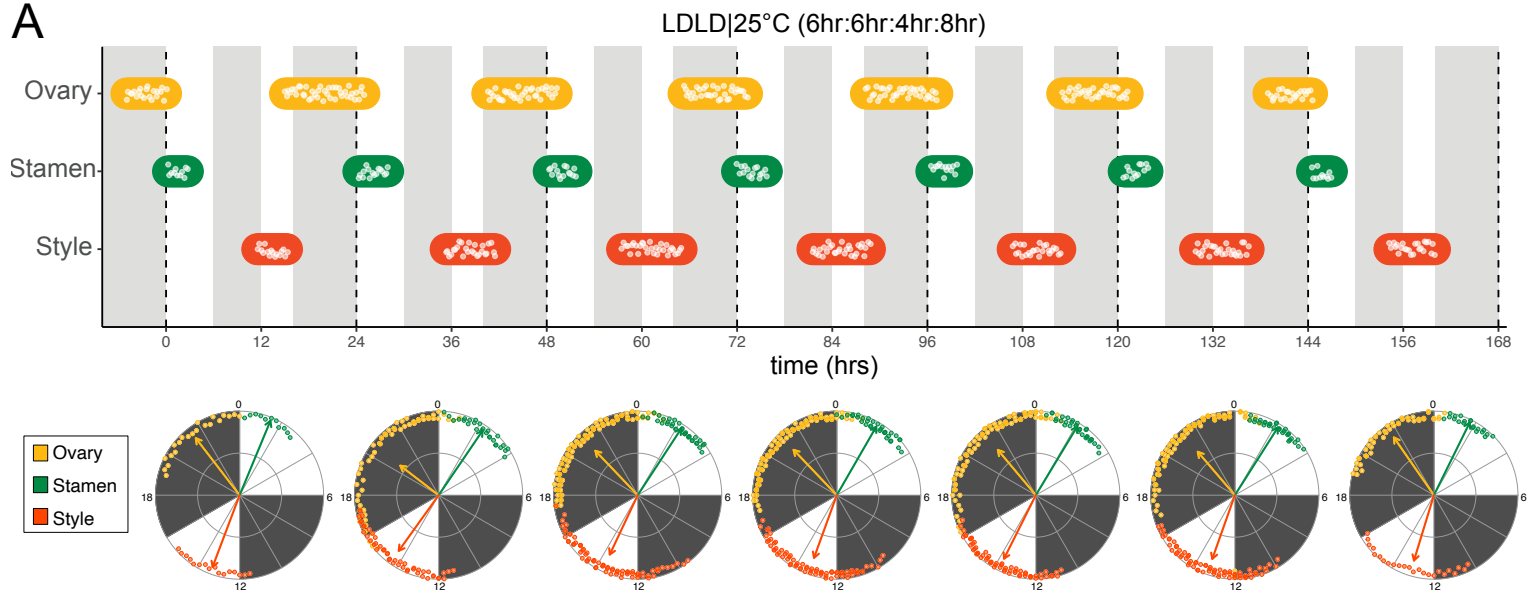 A
LDLD|25°C (6hr:6hr:4hr:8hr)
Ovary
Stamen
Style
0 12 24 36 48 60 72 84 96 108 120 132 144 156 168
time (hrs)
0 0 0 0 0 0 0
Ovary
Stamen
Style
18 6 18 6 18 6 18 6 18 6 18 6 18 6
12 12 12 12 12 12 12